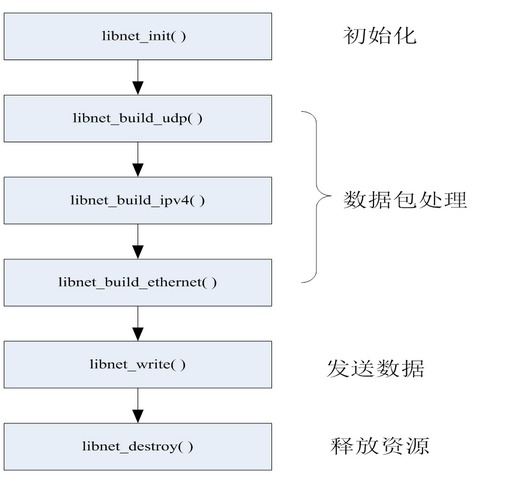 libnet_init( )
初始化
libnet_build_udp( )
libnet_build_ipv4( )
数据包处理
libnet_build_ethernet( )
libnet_write( )
发送数据
libnet_destroy( )
释放资源